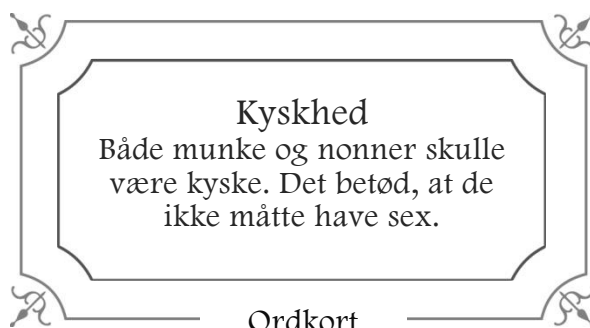 Kyskhed
Både munke og nonner skulle
være kyske. Det betød, at de
ikke måtte have sex.
Ordkort